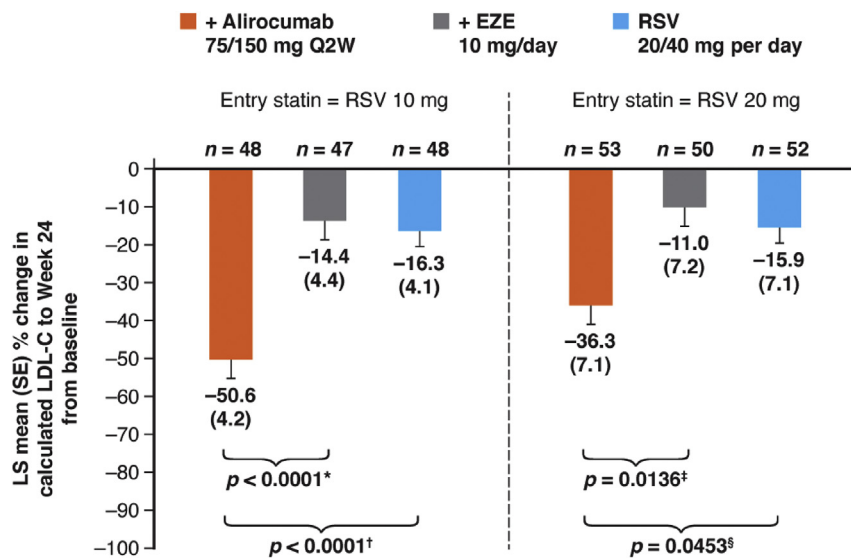 + Alirocumab
75/150 mg Q2W
+ EZE
10 mg/day
RSV
20/40 mg per day
Entry statin = RSV 10 mg
Entry statin = RSV 20 mg
n = 48
n = 47
n = 48
n = 53
n = 50
n = 52
LS mean (SE) % change in
calculated LDL-C to Week 24
from baseline
0
−10
−20
−30
−40
−50
−60
−70
−80
−90
−100
−50.6
(4.2)
−14.4
(4.4)
−16.3
(4.1)
−36.3
(7.1)
−11.0
(7.2)
−15.9
(7.1)
p < 0.0001*
p < 0.0001†
p = 0.0136‡
p = 0.0453§